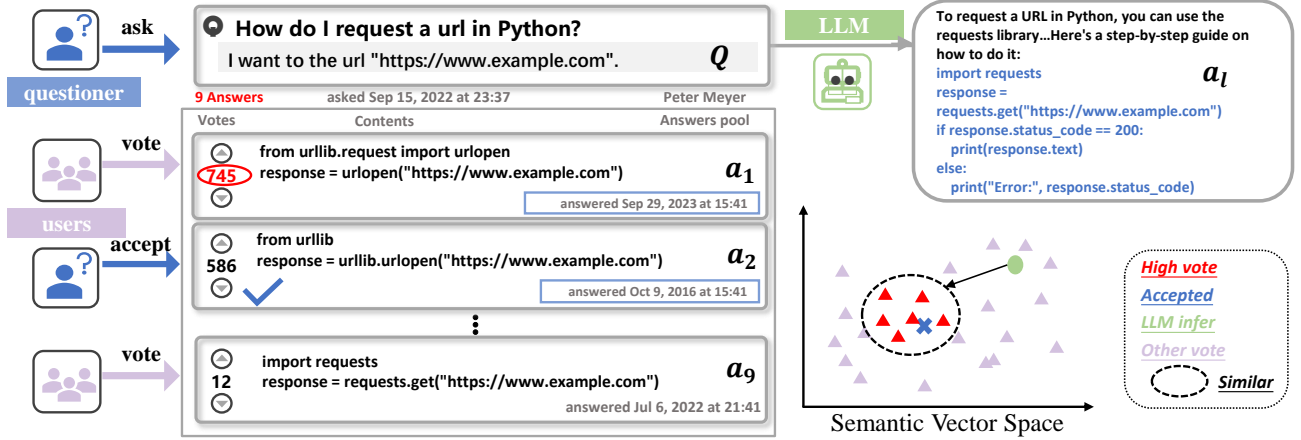 ask
questioner
How do I request a url in Python?
I want to the url "https://www.example.com".
Q
9 Answers
asked Sep 15, 2022 at 23:37
Peter Meyer
Votes
Contents
Answers pool
vote
users
745
from urllib.request import urlopen
response = urlopen("https://www.example.com")
a1
answered Sep 29, 2023 at 15:41
accept
586
from urllib
response = urllib.urlopen("https://www.example.com")
a2
answered Oct 9, 2016 at 15:41
vote
12
import requests
response = requests.get("https://www.example.com")
a9
answered Jul 6, 2022 at 21:41
LLM
To request a URL in Python, you can use the
requests library...Here's a step-by-step guide on
how to do it:
import requests
response =
requests.get("https://www.example.com")
if response.status_code == 200:
print(response.text)
else:
print("Error:", response.status_code)
al
High vote
Accepted
LLM infer
Other vote
Similar
Semantic Vector Space